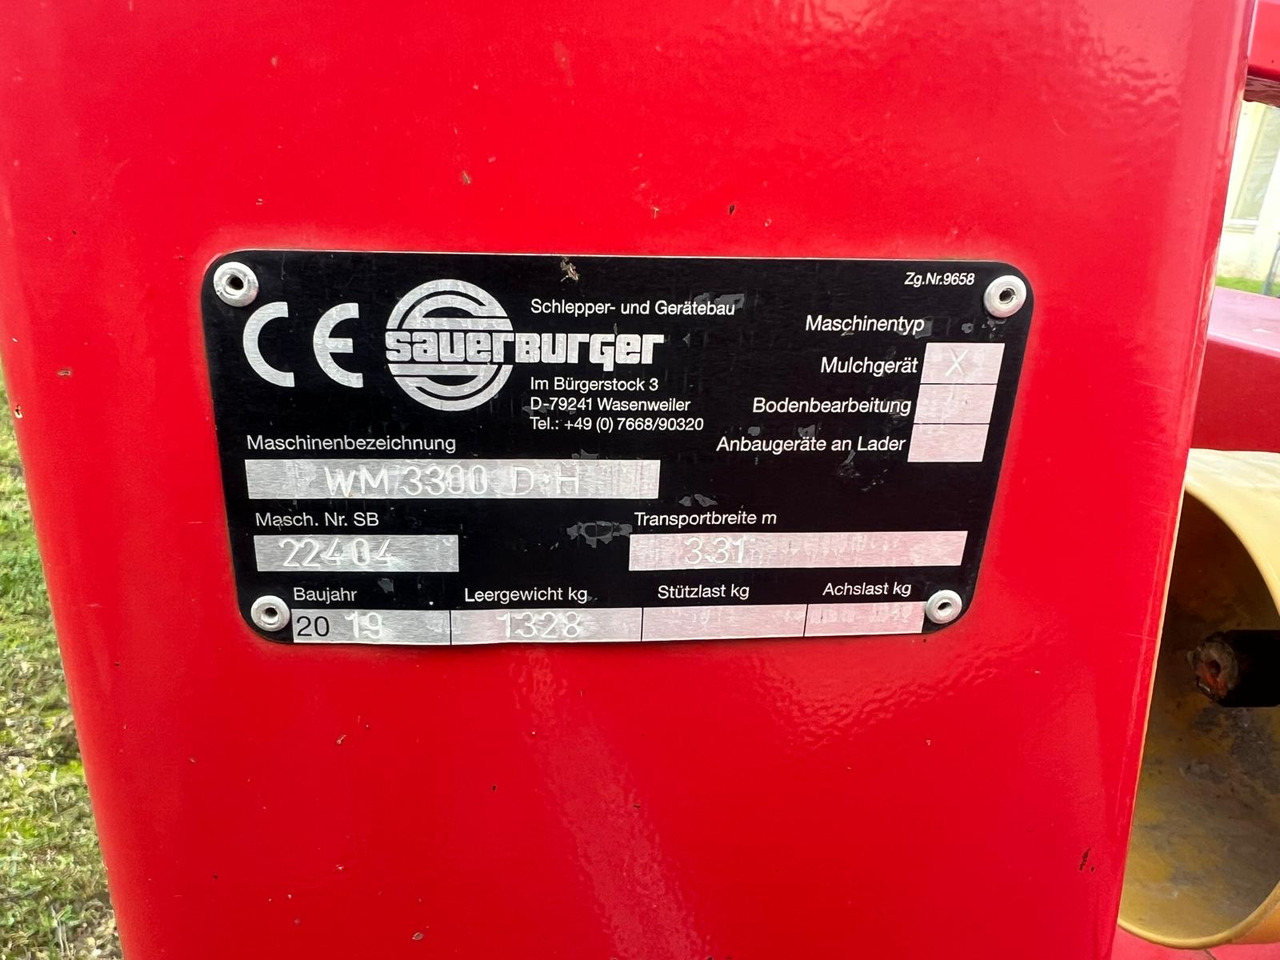 Zg.Nr.9658
CE
Schlepper- und Gerätebau
sauerburger
Im Bürgerstock 3
D-79241 Wasenweiler
Tel.: +49 (0) 7668/90320
Maschinentyp
Mulchgerät X
Bodenbearbeitung
Anbaugeräte an Lader
Maschinenbezeichnung
WM 3300 D-H
Masch. Nr. SB
22404
Transportbreite m
3.31
Baujahr Leergewicht kg Stützlast kg Achslast kg
20 19 1328